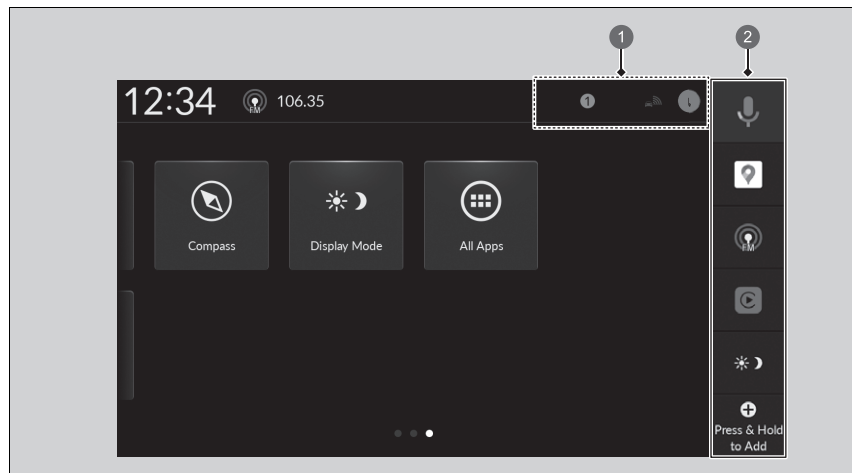 1
2
12:34
FM
106.35
1
Compass
Display Mode
All Apps
FM
Press & Hold
to Add